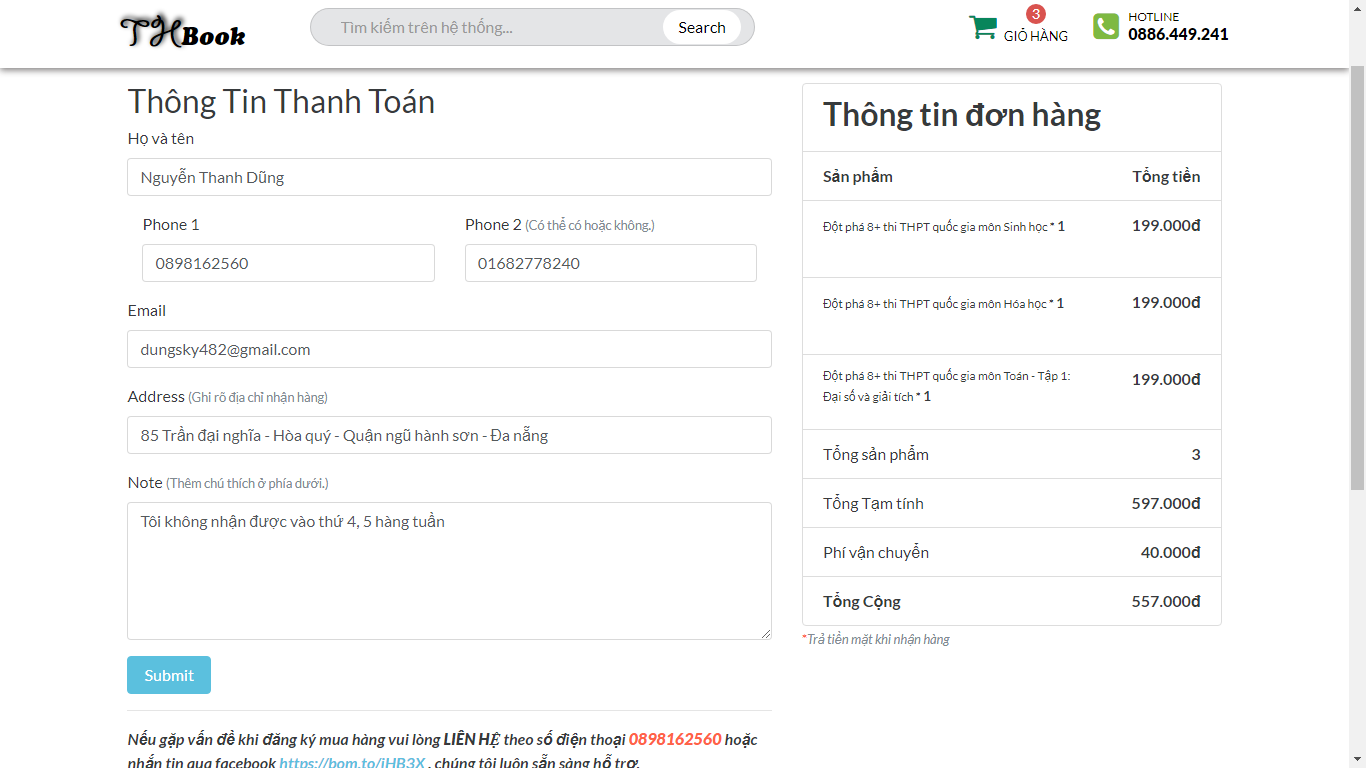 THBook
Tìm kiếm trên hệ thống...
Search
3
GIỎ HÀNG
HOTLINE
0886.449.241
Thông Tin Thanh Toán
Họ và tên
Nguyễn Thanh Dũng
Phone 1
Phone 2 (Có thể có hoặc không.)
0898162560
01682778240
Email
dungsky482@gmail.com
Address (Ghi rõ địa chỉ nhận hàng)
85 Trần đại nghĩa - Hòa quý - Quận ngũ hành sơn - Đa nẵng
Note (Thêm chú thích ở phía dưới.)
Tôi không nhận được vào thứ 4, 5 hàng tuần
Submit
Nếu gặp vấn đề khi đăng ký mua hàng vui lòng LIÊN HỆ theo số điện thoại 0898162560 hoặc
nhắn tin qua facebook https://bom.to/iHB3X , chúng tôi luôn sẵn sàng hỗ trợ.
Thông tin đơn hàng
Sản phẩm Tổng tiền
Đột phá 8+ thi THPT quốc gia môn Sinh học * 1 199.000đ
Đột phá 8+ thi THPT quốc gia môn Hóa học * 1 199.000đ
Đột phá 8+ thi THPT quốc gia môn Toán - Tập 1: 199.000đ
Đại số và giải tích * 1
Tổng sản phẩm 3
Tổng Tạm tính 597.000đ
Phí vận chuyển 40.000đ
Tổng Cộng 557.000đ
*Trả tiền mặt khi nhận hàng